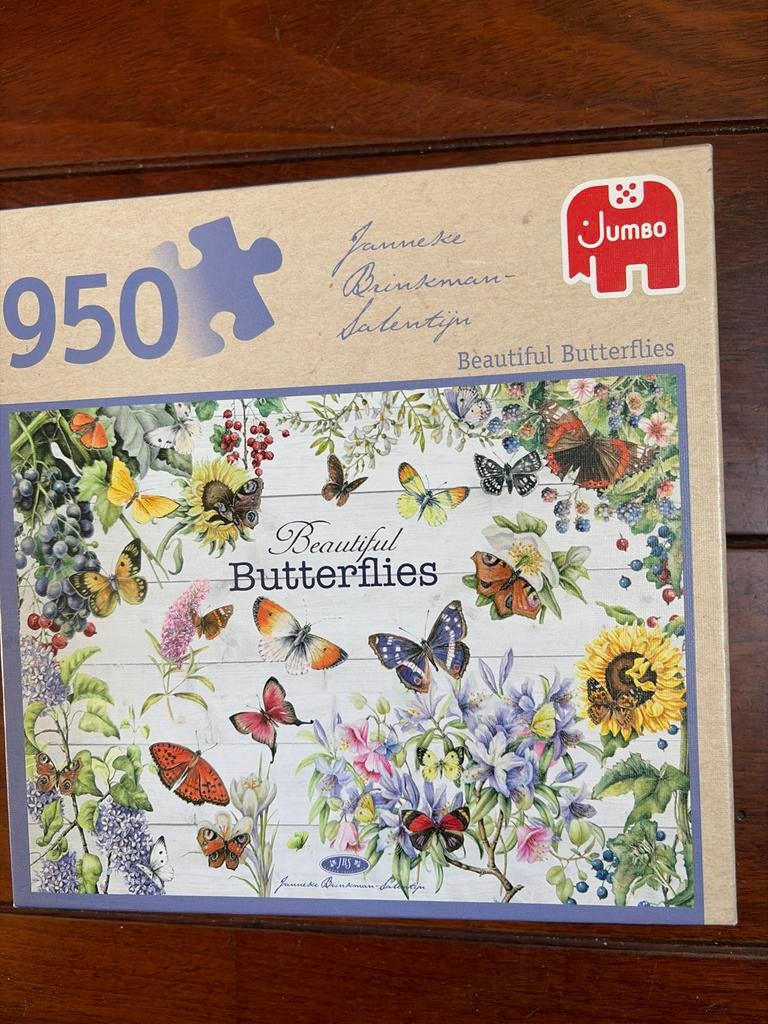 950
Janneke
Brinkman-
Salentijn
Jumbo
Beautiful Butterflies
Beautiful
Butterflies
JBS
Janneke Brinkman-Salentijn